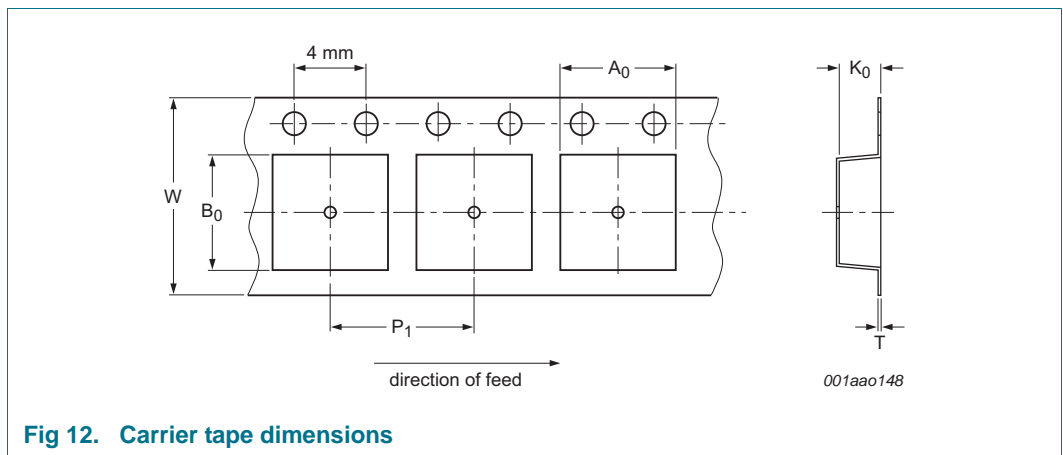 4 mm
A0
K0
W
B0
P1
T
direction of feed
001aao148
Fig 12. Carrier tape dimensions